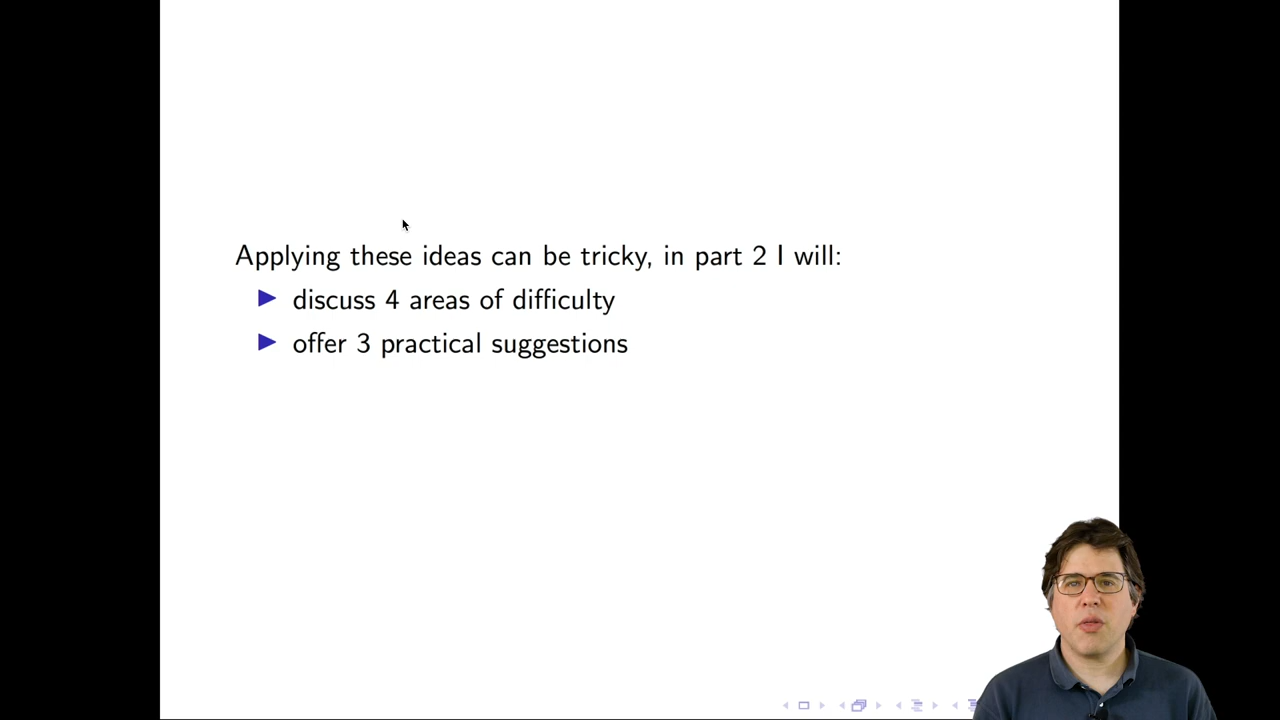 Applying these ideas can be tricky, in part 2 I will:
discuss 4 areas of difficulty
offer 3 practical suggestions